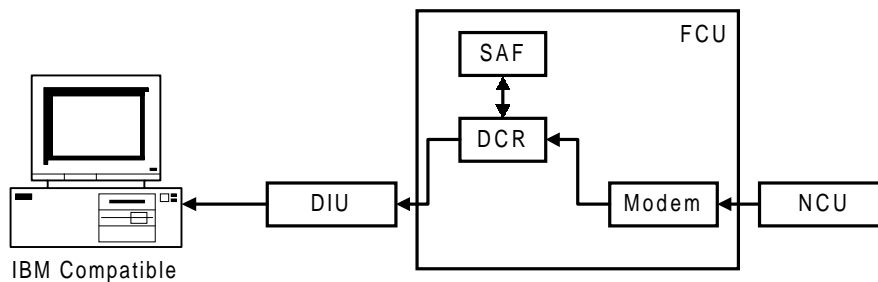 FCU
SAF
DCR
DIU
Modem
NCU
IBM Compatible